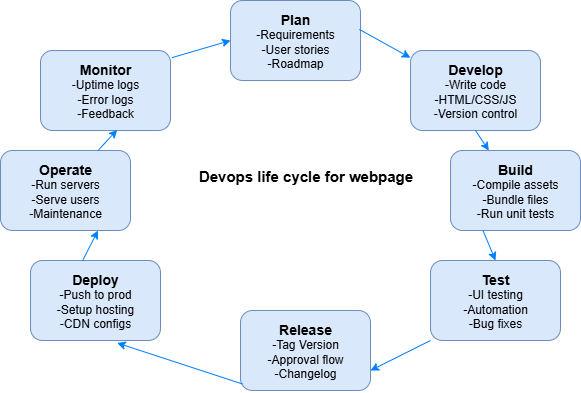 Plan
-Requirements
-User stories
-Roadmap
Develop
-Write code
-HTML/CSS/JS
-Version control
Build
-Compile assets
-Bundle files
-Run unit tests
Test
-UI testing
-Automation
-Bug fixes
Release
-Tag Version
-Approval flow
-Changelog
Deploy
-Push to prod
-Setup hosting
-CDN configs
Operate
-Run servers
-Serve users
-Maintenance
Monitor
-Uptime logs
-Error logs
-Feedback
Devops life cycle for webpage